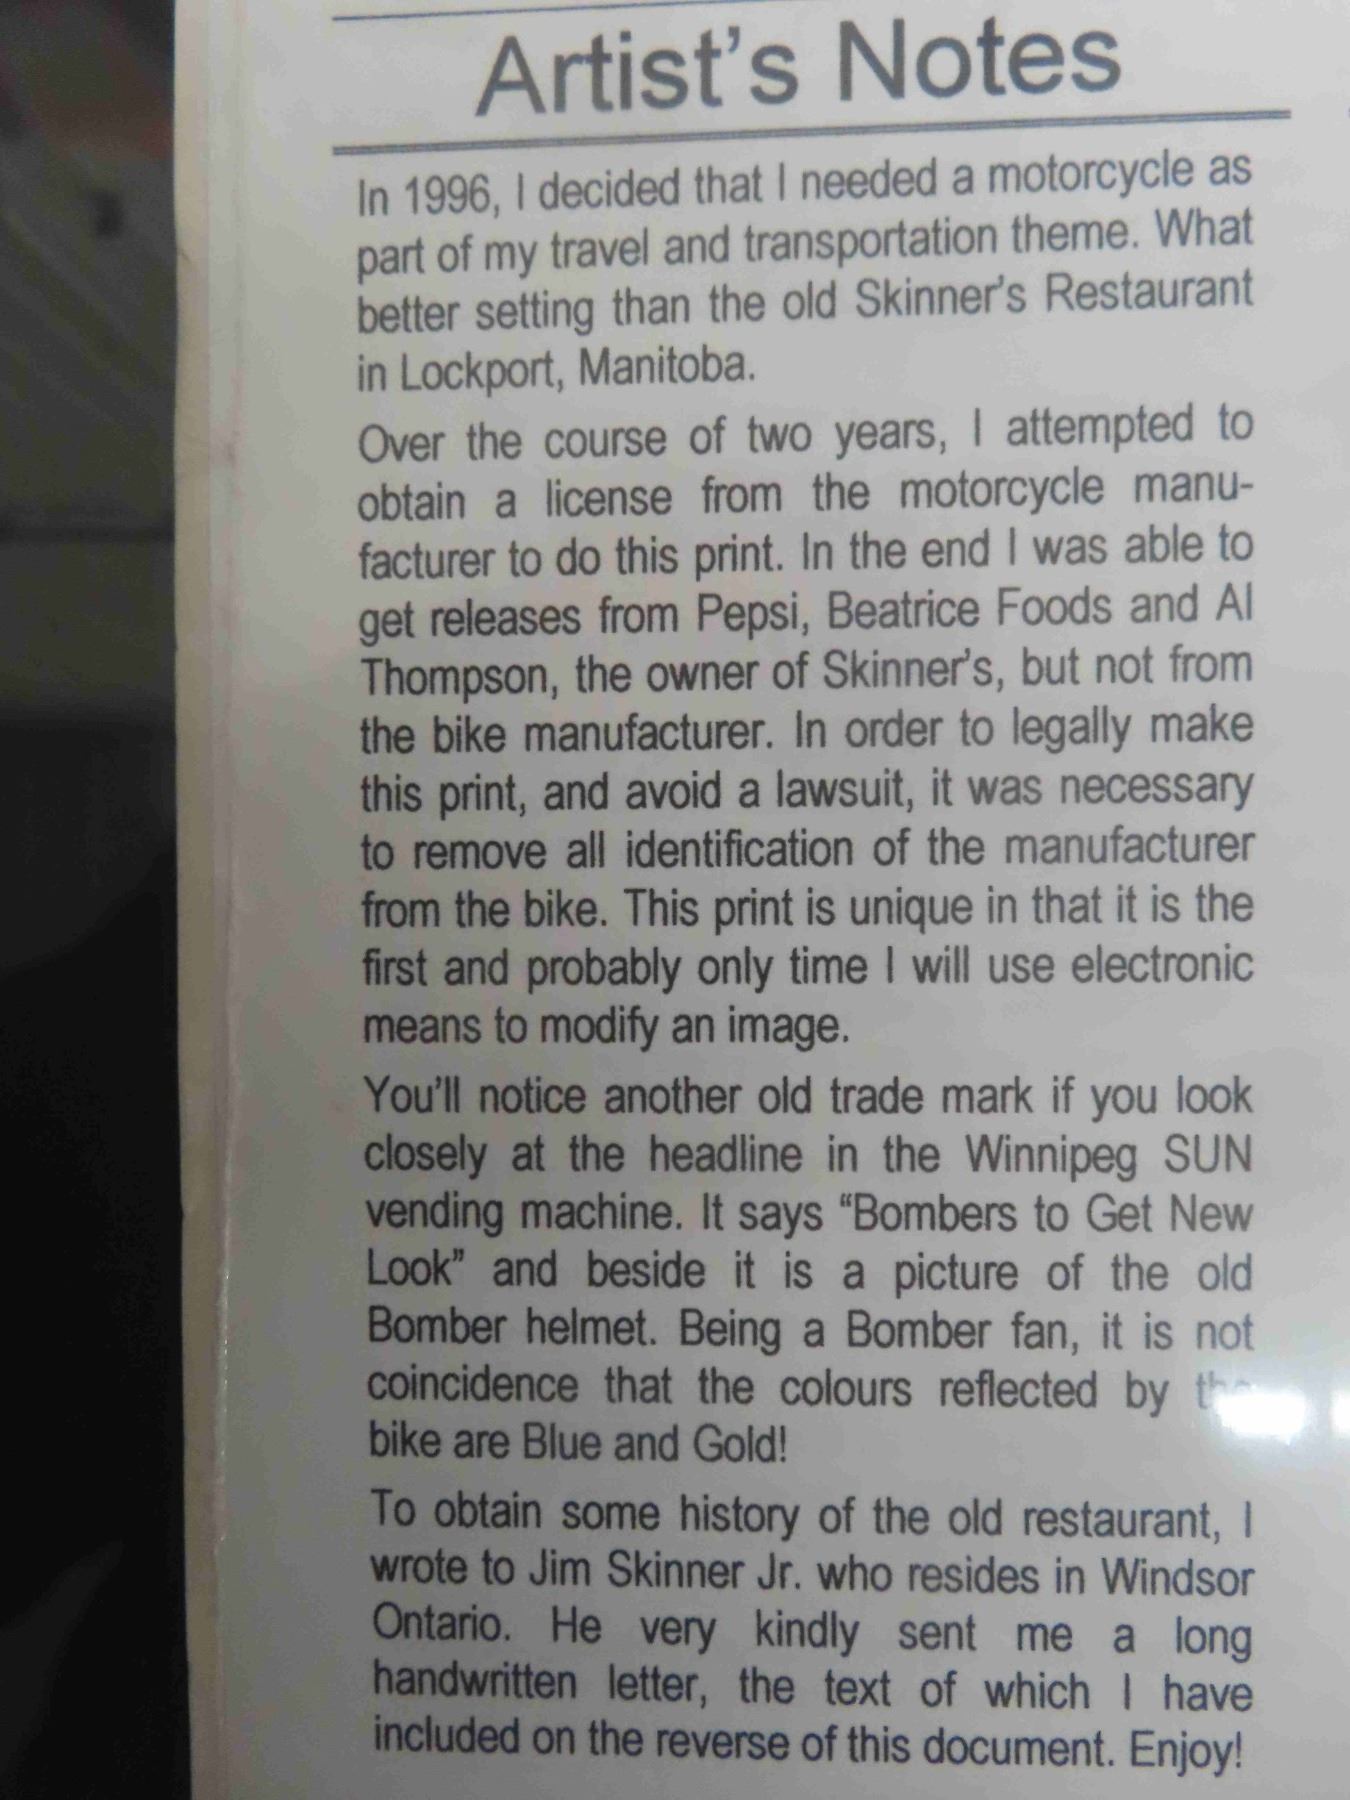 Artist's Notes
In 1996, I decided that I needed a motorcycle as
part of my travel and transportation theme. What
better setting than the old Skinner's Restaurant
in Lockport, Manitoba.
Over the course of two years, I attempted to
obtain a license from the motorcycle manu-
facturer to do this print. In the end I was able to
get releases from Pepsi, Beatrice Foods and Al
Thompson, the owner of Skinner's, but not from
the bike manufacturer. In order to legally make
this print, and avoid a lawsuit, it was necessary
to remove all identification of the manufacturer
from the bike. This print is unique in that it is the
first and probably only time I will use electronic
means to modify an image.
You'll notice another old trade mark if you look
closely at the headline in the Winnipeg SUN
vending machine. It says “Bombers to Get New
Look” and beside it is a picture of the old
Bomber helmet. Being a Bomber fan, it is not
coincidence that the colours reflected by the
bike are Blue and Gold!
To obtain some history of the old restaurant, I
wrote to Jim Skinner Jr. who resides in Windsor
Ontario. He very kindly sent me a long
handwritten letter, the text of which I have
included on the reverse of this document. Enjoy!